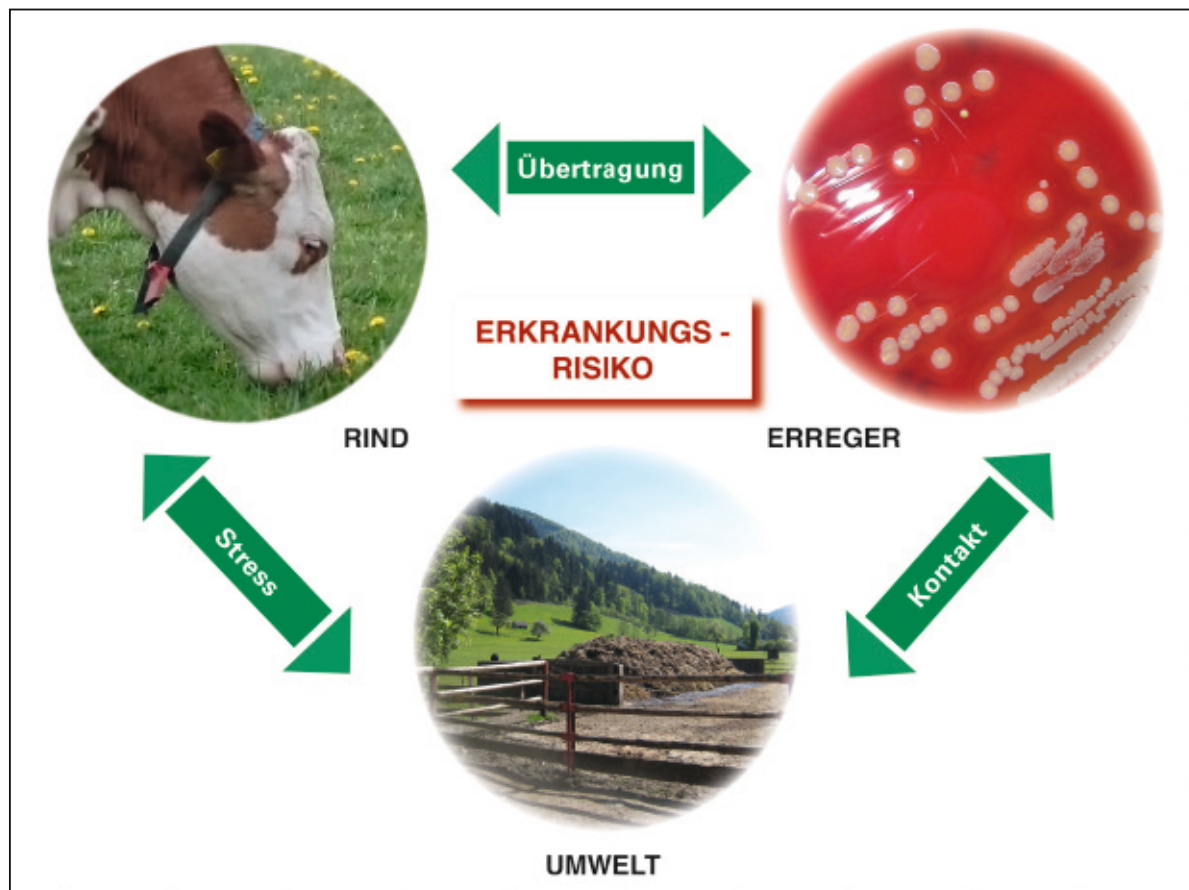 Übertragung
ERKRANKUNGS -
RISIKO
RIND
ERREGER
Stress
Kontakt
UMWELT